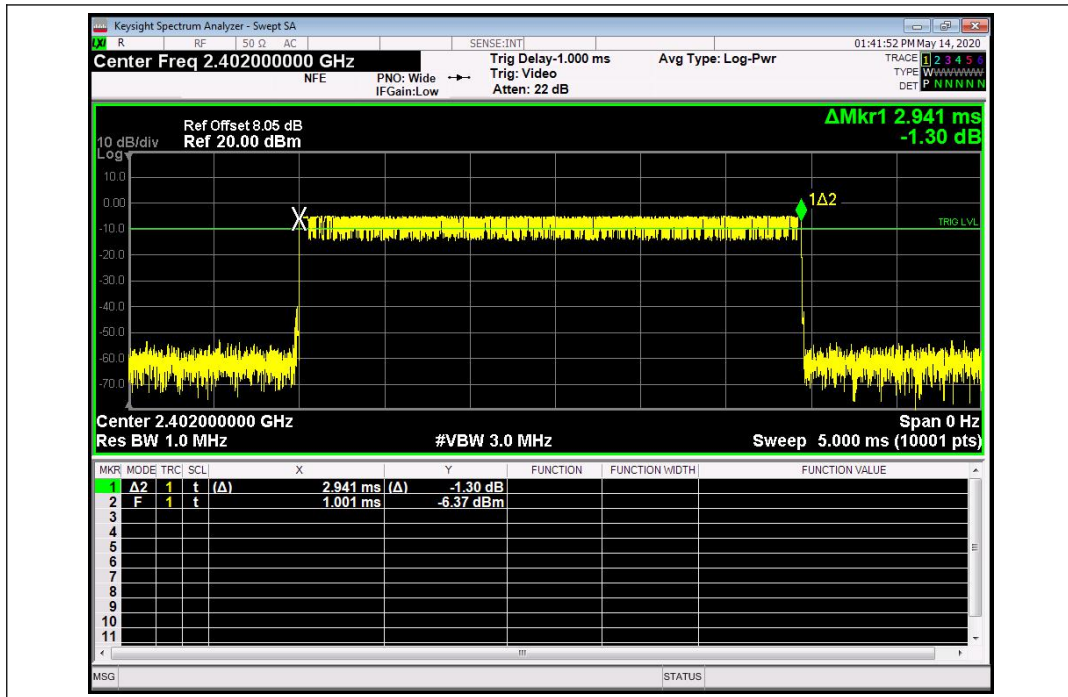 Keysight Spectrum Analyzer - Swept SA
LXI R RF 50 Ω AC SENSE:INT 01:41:52 PM May 14, 2020
Center Freq 2.402000000 GHz Trig Delay-1.000 ms Avg Type: Log-Pwr TRACE 1 2 3 4 5 6
NFE PNO: Wide Trig: Video TYPE WWWWWW
IFGain:Low Atten: 22 dB DET P N N N N N
ΔMkr1 2.941 ms
-1.30 dB
Ref Offset 8.05 dB
10 dB/div Ref 20.00 dBm
Log
10.0
0.00
1Δ2
X
TRIG LVL
-10.0
-20.0
-30.0
-40.0
-50.0
-60.0
-70.0
Center 2.402000000 GHz Span 0 Hz
Res BW 1.0 MHz #VBW 3.0 MHz Sweep 5.000 ms (10001 pts)
MKR MODE TRC SCL X Y FUNCTION FUNCTION WIDTH FUNCTION VALUE
1 Δ2 1 t (Δ) 2.941 ms (Δ) -1.30 dB
2 F 1 t 1.001 ms -6.37 dBm
3
4
5
6
7
8
9
10
11
MSG STATUS